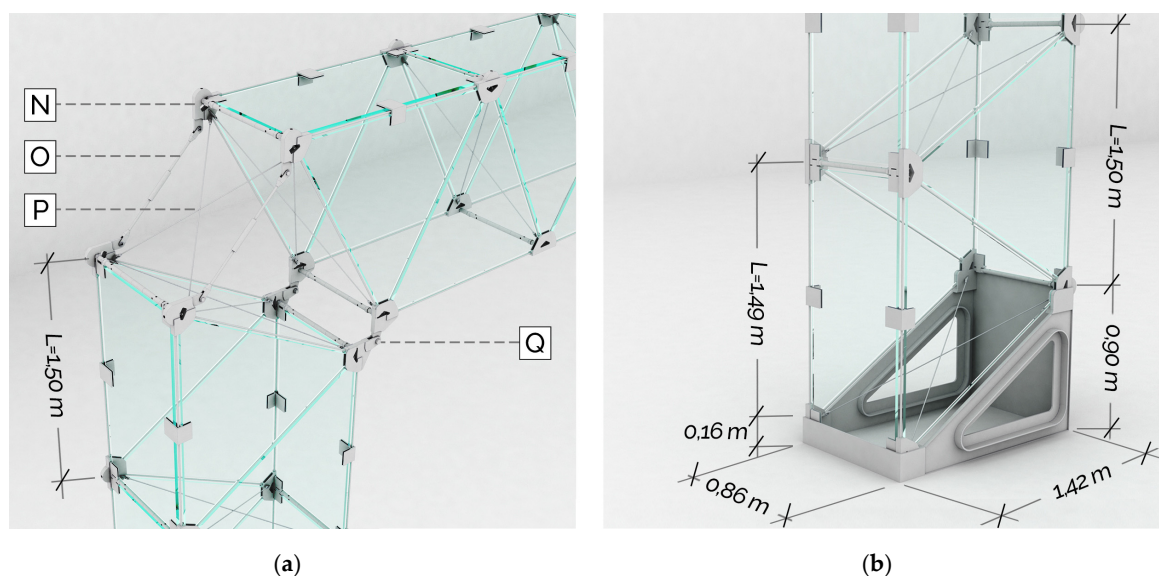 N
O
P
L=1,50 m
Q
L=1,50 m
L=1,49 m
0,90 m
0,16 m
0,86 m
1,42 m
(a)
(b)